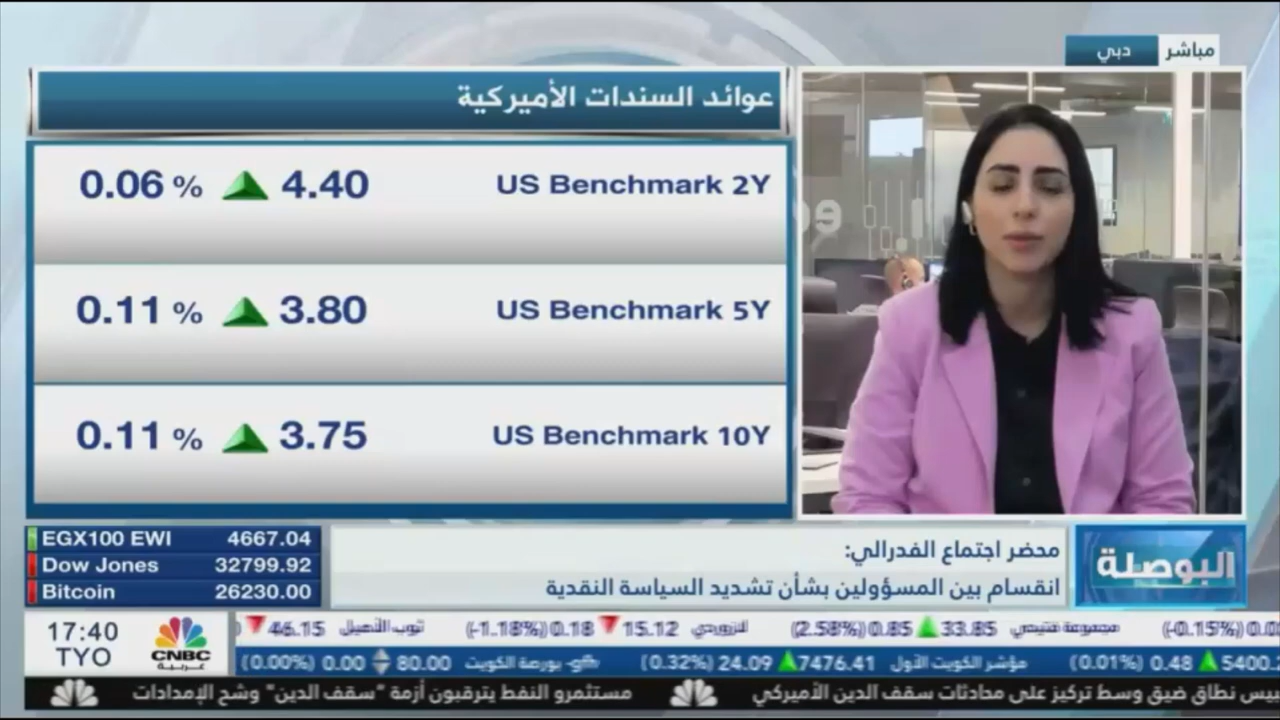 مباشر دبي
عوائد السندات الأميركية
US Benchmark 2Y 4.40 0.06 %
US Benchmark 5Y 3.80 0.11 %
US Benchmark 10Y 3.75 0.11 %
البوصلة
محضر اجتماع الفدرالي:
انقسام بين المسؤولين بشأن تشديد السياسة النقدية
EGX100 EWI 4667.04
Dow Jones 32799.92
Bitcoin 26230.00
17:40
TYO
CNBC
عربية
(-0.15%) مجموعة فتيحي 33.85 0.85 (2.58%) 15.12 0.18 (-1.18%) ثوب الأصيل 46.15
5400.2 0.48 (0.01%) مؤشر الكويت الأول 7476.41 24.09 (0.32%) بورصة الكويت 80.00 0.00 (0.00%)
نطاق ضيق وسط تركيز على محادثات سقف الدين الأميركي
مستثمرو النفط يترقبون أزمة "سقف الدين" وشح الإمدادات